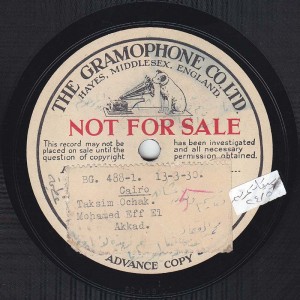 THE GRAMOPHONE CO LTD
HAYES, MIDDLESEX, ENGLAND
NOT FOR SALE
This record may not be placed on sale until the question of copyright
has been investigated and all necessary permission obtained.
BG. 488-1. 13-3-30.
Cairo
Taksim Ochak.
Mohamed Eff El
Akkad.
ADVANCE COPY